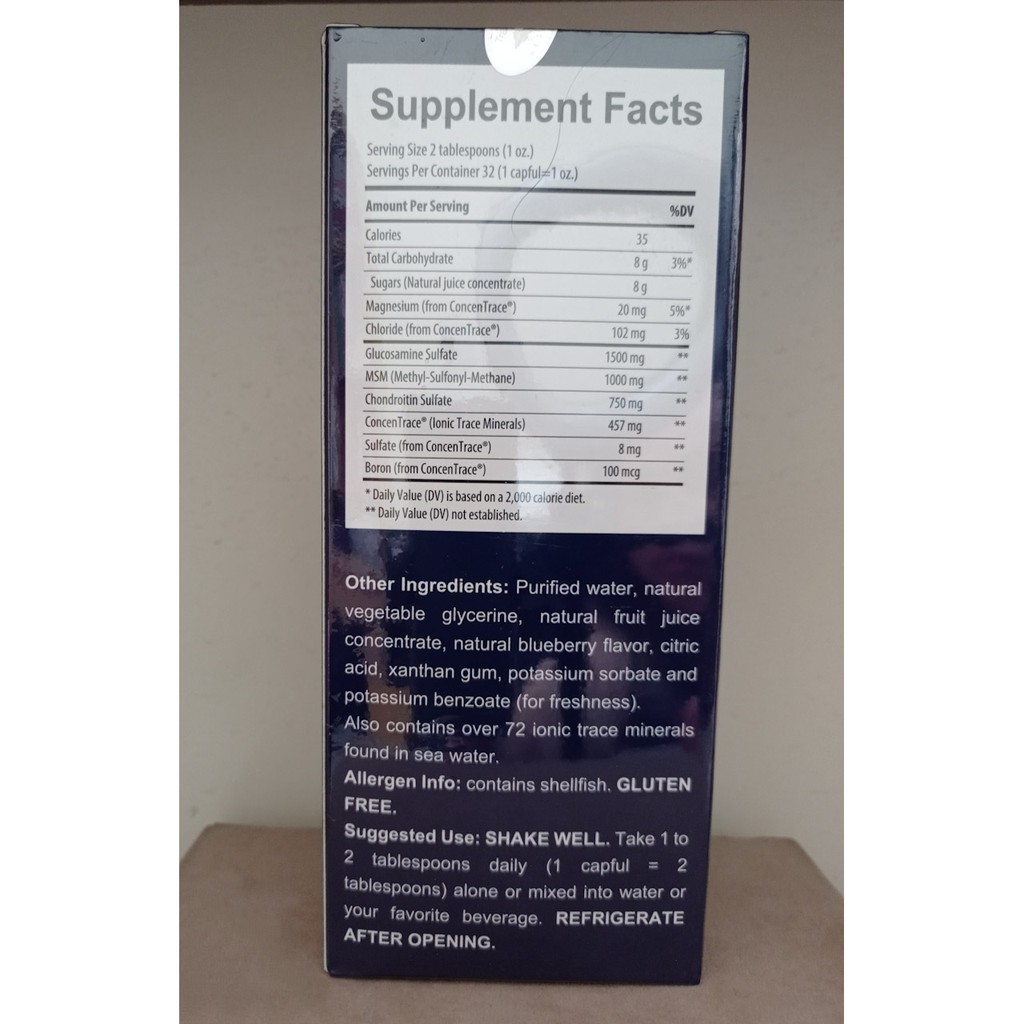 Supplement Facts
Serving Size 2 tablespoons (1 oz.)
Servings Per Container 32 (1 capful=1 oz.)
Amount Per Serving %DV
Calories 35
Total Carbohydrate 8 g 3%*
Sugars (Natural juice concentrate) 8 g
Magnesium (from ConcenTrace®) 20 mg 5%*
Chloride (from ConcenTrace®) 102 mg 3%
Glucosamine Sulfate 1500 mg **
MSM (Methyl-Sulfonyl-Methane) 1000 mg **
Chondroitin Sulfate 750 mg **
ConcenTrace® (Ionic Trace Minerals) 457 mg **
Sulfate (from ConcenTrace®) 8 mg **
Boron (from ConcenTrace®) 100 mcg **
* Daily Value (DV) is based on a 2,000 calorie diet.
** Daily Value (DV) not established.
Other Ingredients: Purified water, natural
vegetable glycerine, natural fruit juice
concentrate, natural blueberry flavor, citric
acid, xanthan gum, potassium sorbate and
potassium benzoate (for freshness).
Also contains over 72 ionic trace minerals
found in sea water.
Allergen Info: contains shellfish. GLUTEN
FREE.
Suggested Use: SHAKE WELL. Take 1 to
2 tablespoons daily (1 capful = 2
tablespoons) alone or mixed into water or
your favorite beverage. REFRIGERATE
AFTER OPENING.